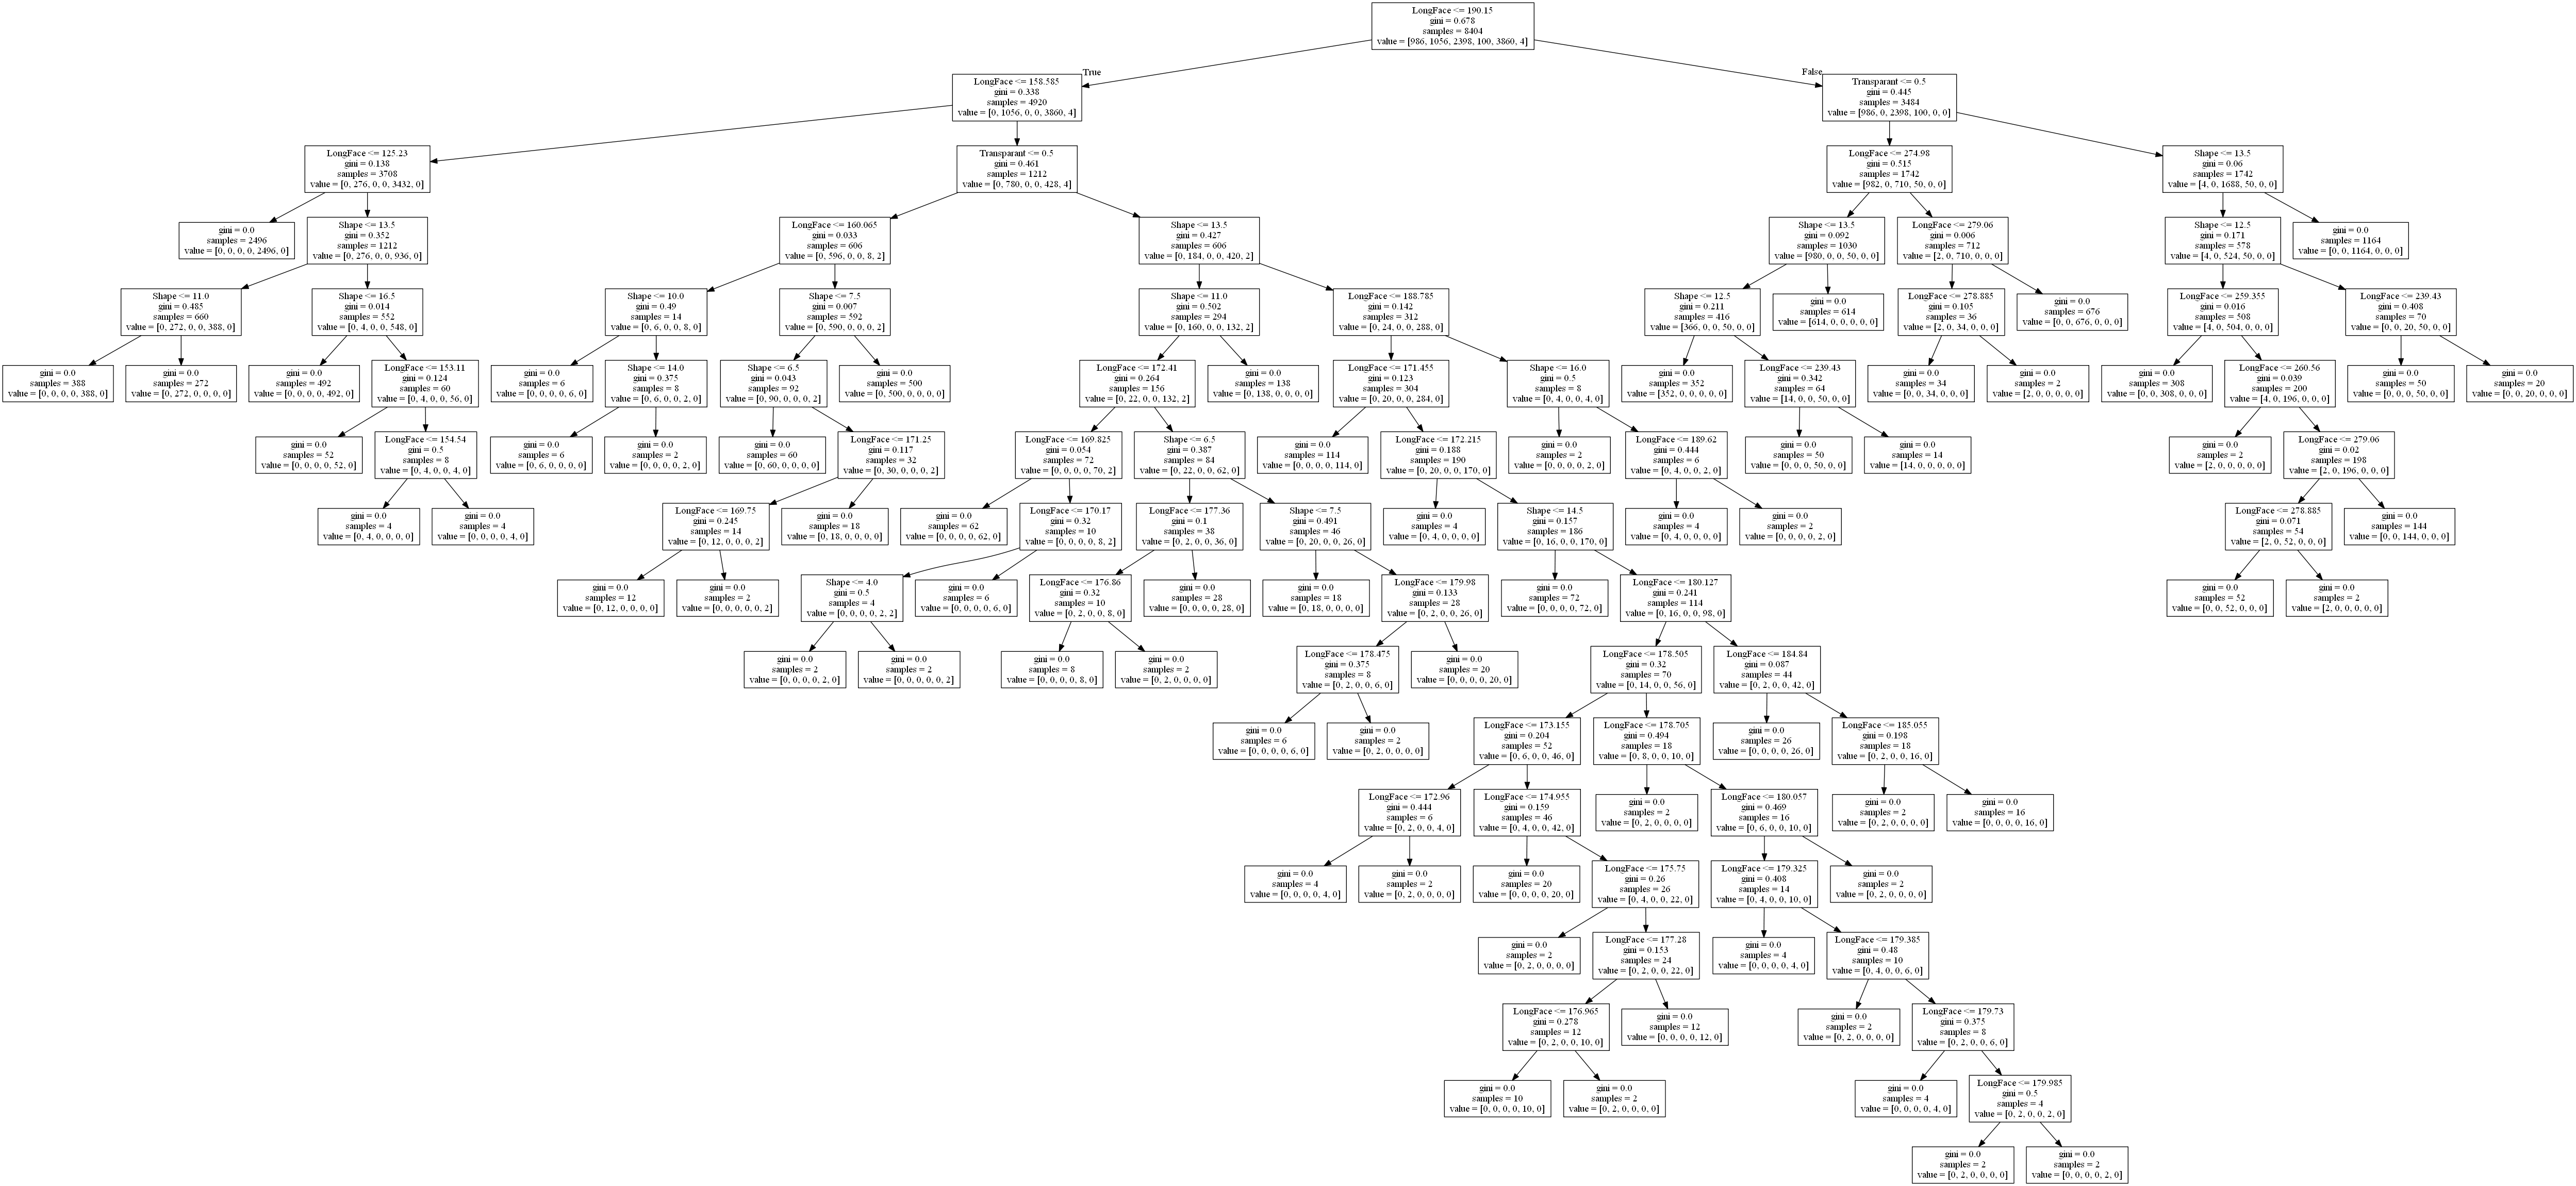 LongFace <= 190.15
gini = 0.678
samples = 8404
value = [986, 1056, 2398, 100, 3860, 4]
True
False
LongFace <= 158.585
gini = 0.338
samples = 4920
value = [0, 1056, 0, 0, 3860, 4]
Transparant <= 0.5
gini = 0.445
samples = 3484
value = [986, 0, 2398, 100, 0, 0]
LongFace <= 125.23
gini = 0.138
samples = 3708
value = [0, 276, 0, 0, 3432, 0]
Transparant <= 0.5
gini = 0.461
samples = 1212
value = [0, 780, 0, 0, 428, 4]
LongFace <= 274.98
gini = 0.515
samples = 1742
value = [982, 0, 710, 50, 0, 0]
Shape <= 13.5
gini = 0.06
samples = 1742
value = [4, 0, 1688, 50, 0, 0]
gini = 0.0
samples = 2496
value = [0, 0, 0, 0, 2496, 0]
Shape <= 13.5
gini = 0.352
samples = 1212
value = [0, 276, 0, 0, 936, 0]
LongFace <= 160.065
gini = 0.033
samples = 606
value = [0, 596, 0, 0, 8, 2]
Shape <= 13.5
gini = 0.427
samples = 606
value = [0, 184, 0, 0, 420, 2]
Shape <= 13.5
gini = 0.092
samples = 1030
value = [980, 0, 0, 50, 0, 0]
LongFace <= 279.06
gini = 0.006
samples = 712
value = [2, 0, 710, 0, 0, 0]
Shape <= 12.5
gini = 0.171
samples = 578
value = [4, 0, 524, 50, 0, 0]
gini = 0.0
samples = 1164
value = [0, 0, 1164, 0, 0, 0]
Shape <= 11.0
gini = 0.485
samples = 660
value = [0, 272, 0, 0, 388, 0]
Shape <= 16.5
gini = 0.014
samples = 552
value = [0, 4, 0, 0, 548, 0]
Shape <= 10.0
gini = 0.49
samples = 14
value = [0, 6, 0, 0, 8, 0]
Shape <= 7.5
gini = 0.007
samples = 592
value = [0, 590, 0, 0, 0, 2]
Shape <= 11.0
gini = 0.502
samples = 294
value = [0, 160, 0, 0, 132, 2]
LongFace <= 188.785
gini = 0.142
samples = 312
value = [0, 24, 0, 0, 288, 0]
Shape <= 12.5
gini = 0.211
samples = 416
value = [366, 0, 0, 50, 0, 0]
gini = 0.0
samples = 614
value = [614, 0, 0, 0, 0, 0]
LongFace <= 278.885
gini = 0.105
samples = 36
value = [2, 0, 34, 0, 0, 0]
gini = 0.0
samples = 676
value = [0, 0, 676, 0, 0, 0]
LongFace <= 259.355
gini = 0.016
samples = 508
value = [4, 0, 504, 0, 0, 0]
LongFace <= 239.43
gini = 0.408
samples = 70
value = [0, 0, 20, 50, 0, 0]
gini = 0.0
samples = 388
value = [0, 0, 0, 0, 388, 0]
gini = 0.0
samples = 272
value = [0, 272, 0, 0, 0, 0]
gini = 0.0
samples = 492
value = [0, 0, 0, 0, 492, 0]
LongFace <= 153.11
gini = 0.124
samples = 60
value = [0, 4, 0, 0, 56, 0]
gini = 0.0
samples = 6
value = [0, 0, 0, 0, 6, 0]
Shape <= 14.0
gini = 0.375
samples = 8
value = [0, 6, 0, 0, 2, 0]
Shape <= 6.5
gini = 0.043
samples = 92
value = [0, 90, 0, 0, 0, 2]
gini = 0.0
samples = 500
value = [0, 500, 0, 0, 0, 0]
LongFace <= 172.41
gini = 0.264
samples = 156
value = [0, 22, 0, 0, 132, 2]
gini = 0.0
samples = 138
value = [0, 138, 0, 0, 0, 0]
LongFace <= 171.455
gini = 0.123
samples = 304
value = [0, 20, 0, 0, 284, 0]
Shape <= 16.0
gini = 0.5
samples = 8
value = [0, 4, 0, 0, 4, 0]
gini = 0.0
samples = 352
value = [352, 0, 0, 0, 0, 0]
LongFace <= 239.43
gini = 0.342
samples = 64
value = [14, 0, 0, 50, 0, 0]
gini = 0.0
samples = 34
value = [0, 0, 34, 0, 0, 0]
gini = 0.0
samples = 2
value = [2, 0, 0, 0, 0, 0]
gini = 0.0
samples = 308
value = [0, 0, 308, 0, 0, 0]
LongFace <= 260.56
gini = 0.039
samples = 200
value = [4, 0, 196, 0, 0, 0]
gini = 0.0
samples = 50
value = [0, 0, 0, 50, 0, 0]
gini = 0.0
samples = 20
value = [0, 0, 20, 0, 0, 0]
gini = 0.0
samples = 52
value = [0, 0, 0, 0, 52, 0]
LongFace <= 154.54
gini = 0.5
samples = 8
value = [0, 4, 0, 0, 4, 0]
gini = 0.0
samples = 6
value = [0, 6, 0, 0, 0, 0]
gini = 0.0
samples = 2
value = [0, 0, 0, 0, 2, 0]
gini = 0.0
samples = 60
value = [0, 60, 0, 0, 0, 0]
LongFace <= 171.25
gini = 0.117
samples = 32
value = [0, 30, 0, 0, 0, 2]
LongFace <= 169.825
gini = 0.054
samples = 72
value = [0, 0, 0, 0, 70, 2]
Shape <= 6.5
gini = 0.387
samples = 84
value = [0, 22, 0, 0, 62, 0]
gini = 0.0
samples = 114
value = [0, 0, 0, 0, 114, 0]
LongFace <= 172.215
gini = 0.188
samples = 190
value = [0, 20, 0, 0, 170, 0]
gini = 0.0
samples = 2
value = [0, 0, 0, 0, 2, 0]
LongFace <= 189.62
gini = 0.444
samples = 6
value = [0, 4, 0, 0, 2, 0]
gini = 0.0
samples = 50
value = [0, 0, 0, 50, 0, 0]
gini = 0.0
samples = 14
value = [14, 0, 0, 0, 0, 0]
gini = 0.0
samples = 2
value = [2, 0, 0, 0, 0, 0]
LongFace <= 279.06
gini = 0.02
samples = 198
value = [2, 0, 196, 0, 0, 0]
gini = 0.0
samples = 4
value = [0, 4, 0, 0, 0, 0]
gini = 0.0
samples = 4
value = [0, 0, 0, 0, 4, 0]
LongFace <= 169.75
gini = 0.245
samples = 14
value = [0, 12, 0, 0, 0, 2]
gini = 0.0
samples = 18
value = [0, 18, 0, 0, 0, 0]
gini = 0.0
samples = 62
value = [0, 0, 0, 0, 62, 0]
LongFace <= 170.17
gini = 0.32
samples = 10
value = [0, 0, 0, 0, 8, 2]
LongFace <= 177.36
gini = 0.1
samples = 38
value = [0, 2, 0, 0, 36, 0]
Shape <= 7.5
gini = 0.491
samples = 46
value = [0, 20, 0, 0, 26, 0]
gini = 0.0
samples = 4
value = [0, 4, 0, 0, 0, 0]
Shape <= 14.5
gini = 0.157
samples = 186
value = [0, 16, 0, 0, 170, 0]
gini = 0.0
samples = 4
value = [0, 4, 0, 0, 0, 0]
gini = 0.0
samples = 2
value = [0, 0, 0, 0, 2, 0]
LongFace <= 278.885
gini = 0.071
samples = 54
value = [2, 0, 52, 0, 0, 0]
gini = 0.0
samples = 144
value = [0, 0, 144, 0, 0, 0]
gini = 0.0
samples = 12
value = [0, 12, 0, 0, 0, 0]
gini = 0.0
samples = 2
value = [0, 0, 0, 0, 0, 2]
Shape <= 4.0
gini = 0.5
samples = 4
value = [0, 0, 0, 0, 2, 2]
gini = 0.0
samples = 6
value = [0, 0, 0, 0, 6, 0]
LongFace <= 176.86
gini = 0.32
samples = 10
value = [0, 2, 0, 0, 8, 0]
gini = 0.0
samples = 28
value = [0, 0, 0, 0, 28, 0]
gini = 0.0
samples = 18
value = [0, 18, 0, 0, 0, 0]
LongFace <= 179.98
gini = 0.133
samples = 28
value = [0, 2, 0, 0, 26, 0]
gini = 0.0
samples = 72
value = [0, 0, 0, 0, 72, 0]
LongFace <= 180.127
gini = 0.241
samples = 114
value = [0, 16, 0, 0, 98, 0]
gini = 0.0
samples = 52
value = [0, 0, 52, 0, 0, 0]
gini = 0.0
samples = 2
value = [2, 0, 0, 0, 0, 0]
gini = 0.0
samples = 2
value = [0, 0, 0, 0, 2, 0]
gini = 0.0
samples = 2
value = [0, 0, 0, 0, 0, 2]
gini = 0.0
samples = 8
value = [0, 0, 0, 0, 8, 0]
gini = 0.0
samples = 2
value = [0, 2, 0, 0, 0, 0]
LongFace <= 178.475
gini = 0.375
samples = 8
value = [0, 2, 0, 0, 6, 0]
gini = 0.0
samples = 20
value = [0, 0, 0, 0, 20, 0]
LongFace <= 178.505
gini = 0.32
samples = 70
value = [0, 14, 0, 0, 56, 0]
LongFace <= 184.84
gini = 0.087
samples = 44
value = [0, 2, 0, 0, 42, 0]
gini = 0.0
samples = 6
value = [0, 0, 0, 0, 6, 0]
gini = 0.0
samples = 2
value = [0, 2, 0, 0, 0, 0]
LongFace <= 173.155
gini = 0.204
samples = 52
value = [0, 6, 0, 0, 46, 0]
LongFace <= 178.705
gini = 0.494
samples = 18
value = [0, 8, 0, 0, 10, 0]
gini = 0.0
samples = 26
value = [0, 0, 0, 0, 26, 0]
LongFace <= 185.055
gini = 0.198
samples = 18
value = [0, 2, 0, 0, 16, 0]
LongFace <= 172.96
gini = 0.444
samples = 6
value = [0, 2, 0, 0, 4, 0]
LongFace <= 174.955
gini = 0.159
samples = 46
value = [0, 4, 0, 0, 42, 0]
gini = 0.0
samples = 2
value = [0, 2, 0, 0, 0, 0]
LongFace <= 180.057
gini = 0.469
samples = 16
value = [0, 6, 0, 0, 10, 0]
gini = 0.0
samples = 2
value = [0, 2, 0, 0, 0, 0]
gini = 0.0
samples = 16
value = [0, 0, 0, 0, 16, 0]
gini = 0.0
samples = 4
value = [0, 0, 0, 0, 4, 0]
gini = 0.0
samples = 2
value = [0, 2, 0, 0, 0, 0]
gini = 0.0
samples = 20
value = [0, 0, 0, 0, 20, 0]
LongFace <= 175.75
gini = 0.26
samples = 26
value = [0, 4, 0, 0, 22, 0]
LongFace <= 179.325
gini = 0.408
samples = 14
value = [0, 4, 0, 0, 10, 0]
gini = 0.0
samples = 2
value = [0, 2, 0, 0, 0, 0]
gini = 0.0
samples = 2
value = [0, 2, 0, 0, 0, 0]
LongFace <= 177.28
gini = 0.153
samples = 24
value = [0, 2, 0, 0, 22, 0]
gini = 0.0
samples = 4
value = [0, 0, 0, 0, 4, 0]
LongFace <= 179.385
gini = 0.48
samples = 10
value = [0, 4, 0, 0, 6, 0]
LongFace <= 176.965
gini = 0.278
samples = 12
value = [0, 2, 0, 0, 10, 0]
gini = 0.0
samples = 12
value = [0, 0, 0, 0, 12, 0]
gini = 0.0
samples = 2
value = [0, 2, 0, 0, 0, 0]
LongFace <= 179.73
gini = 0.375
samples = 8
value = [0, 2, 0, 0, 6, 0]
gini = 0.0
samples = 10
value = [0, 0, 0, 0, 10, 0]
gini = 0.0
samples = 2
value = [0, 2, 0, 0, 0, 0]
gini = 0.0
samples = 4
value = [0, 0, 0, 0, 4, 0]
LongFace <= 179.985
gini = 0.5
samples = 4
value = [0, 2, 0, 0, 2, 0]
gini = 0.0
samples = 2
value = [0, 2, 0, 0, 0, 0]
gini = 0.0
samples = 2
value = [0, 0, 0, 0, 2, 0]